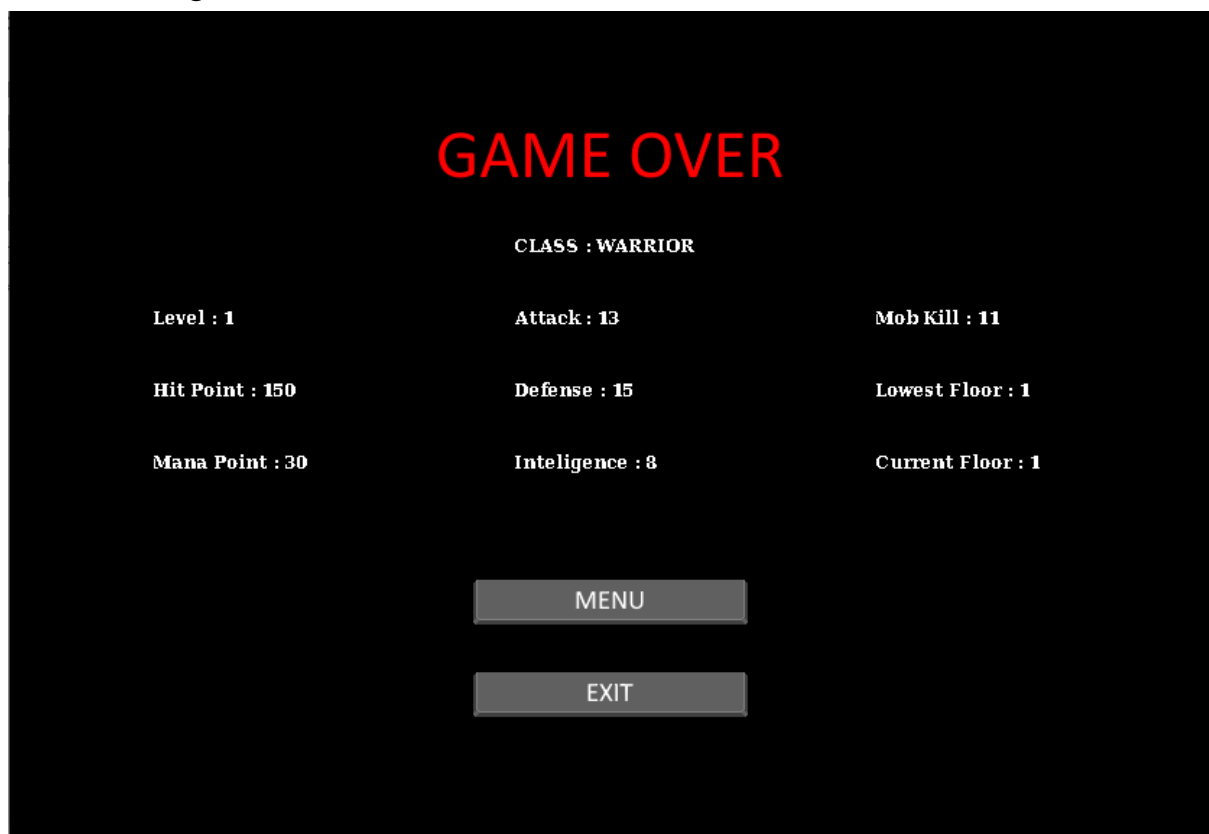 GAME OVER
CLASS : WARRIOR
Level : 1 Attack : 13 Mob Kill : 11
Hit Point : 150 Defense : 15 Lowest Floor : 1
Mana Point : 30 Inteligence : 8 Current Floor : 1
MENU
EXIT